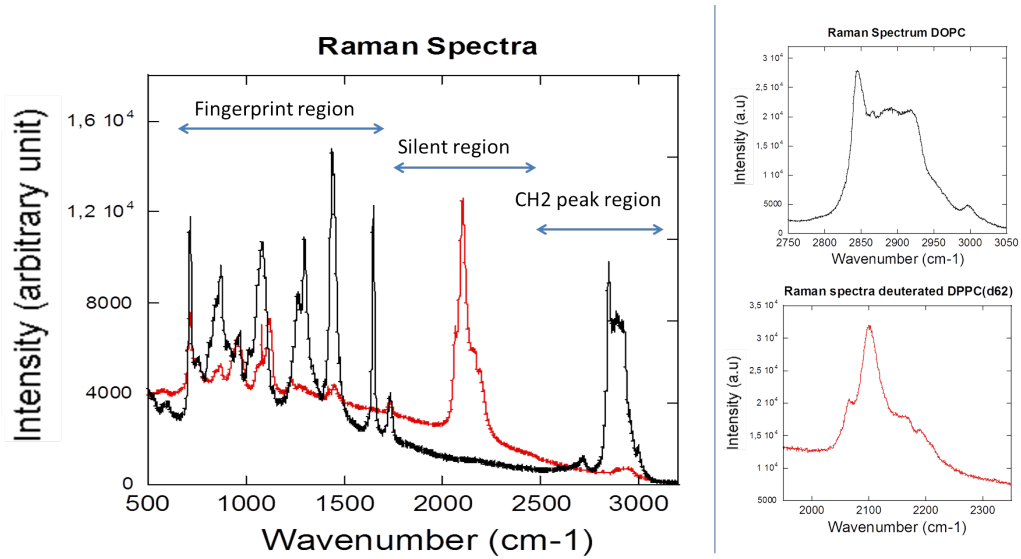 Raman Spectra
Intensity (arbitrary unit)
1,6 10⁴
1,2 10⁴
8000
4000
0
Fingerprint region
Silent region
CH2 peak region
500 1000 1500 2000 2500 3000
Wavenumber (cm-1)
Raman Spectrum DOPC
Intensity (a.u)
3 10⁴
2.5 10⁴
2 10⁴
1.5 10⁴
1 10⁴
5000
0
2750 2800 2850 2900 2950 3000 3050
Wavenumber (cm-1)
Raman spectra deuterated DPPC(d62)
Intensity (a.u)
3.5 10⁴
3 10⁴
2.5 10⁴
2 10⁴
1.5 10⁴
1 10⁴
5000
2000 2100 2200 2300
Wavenumber (cm-1)